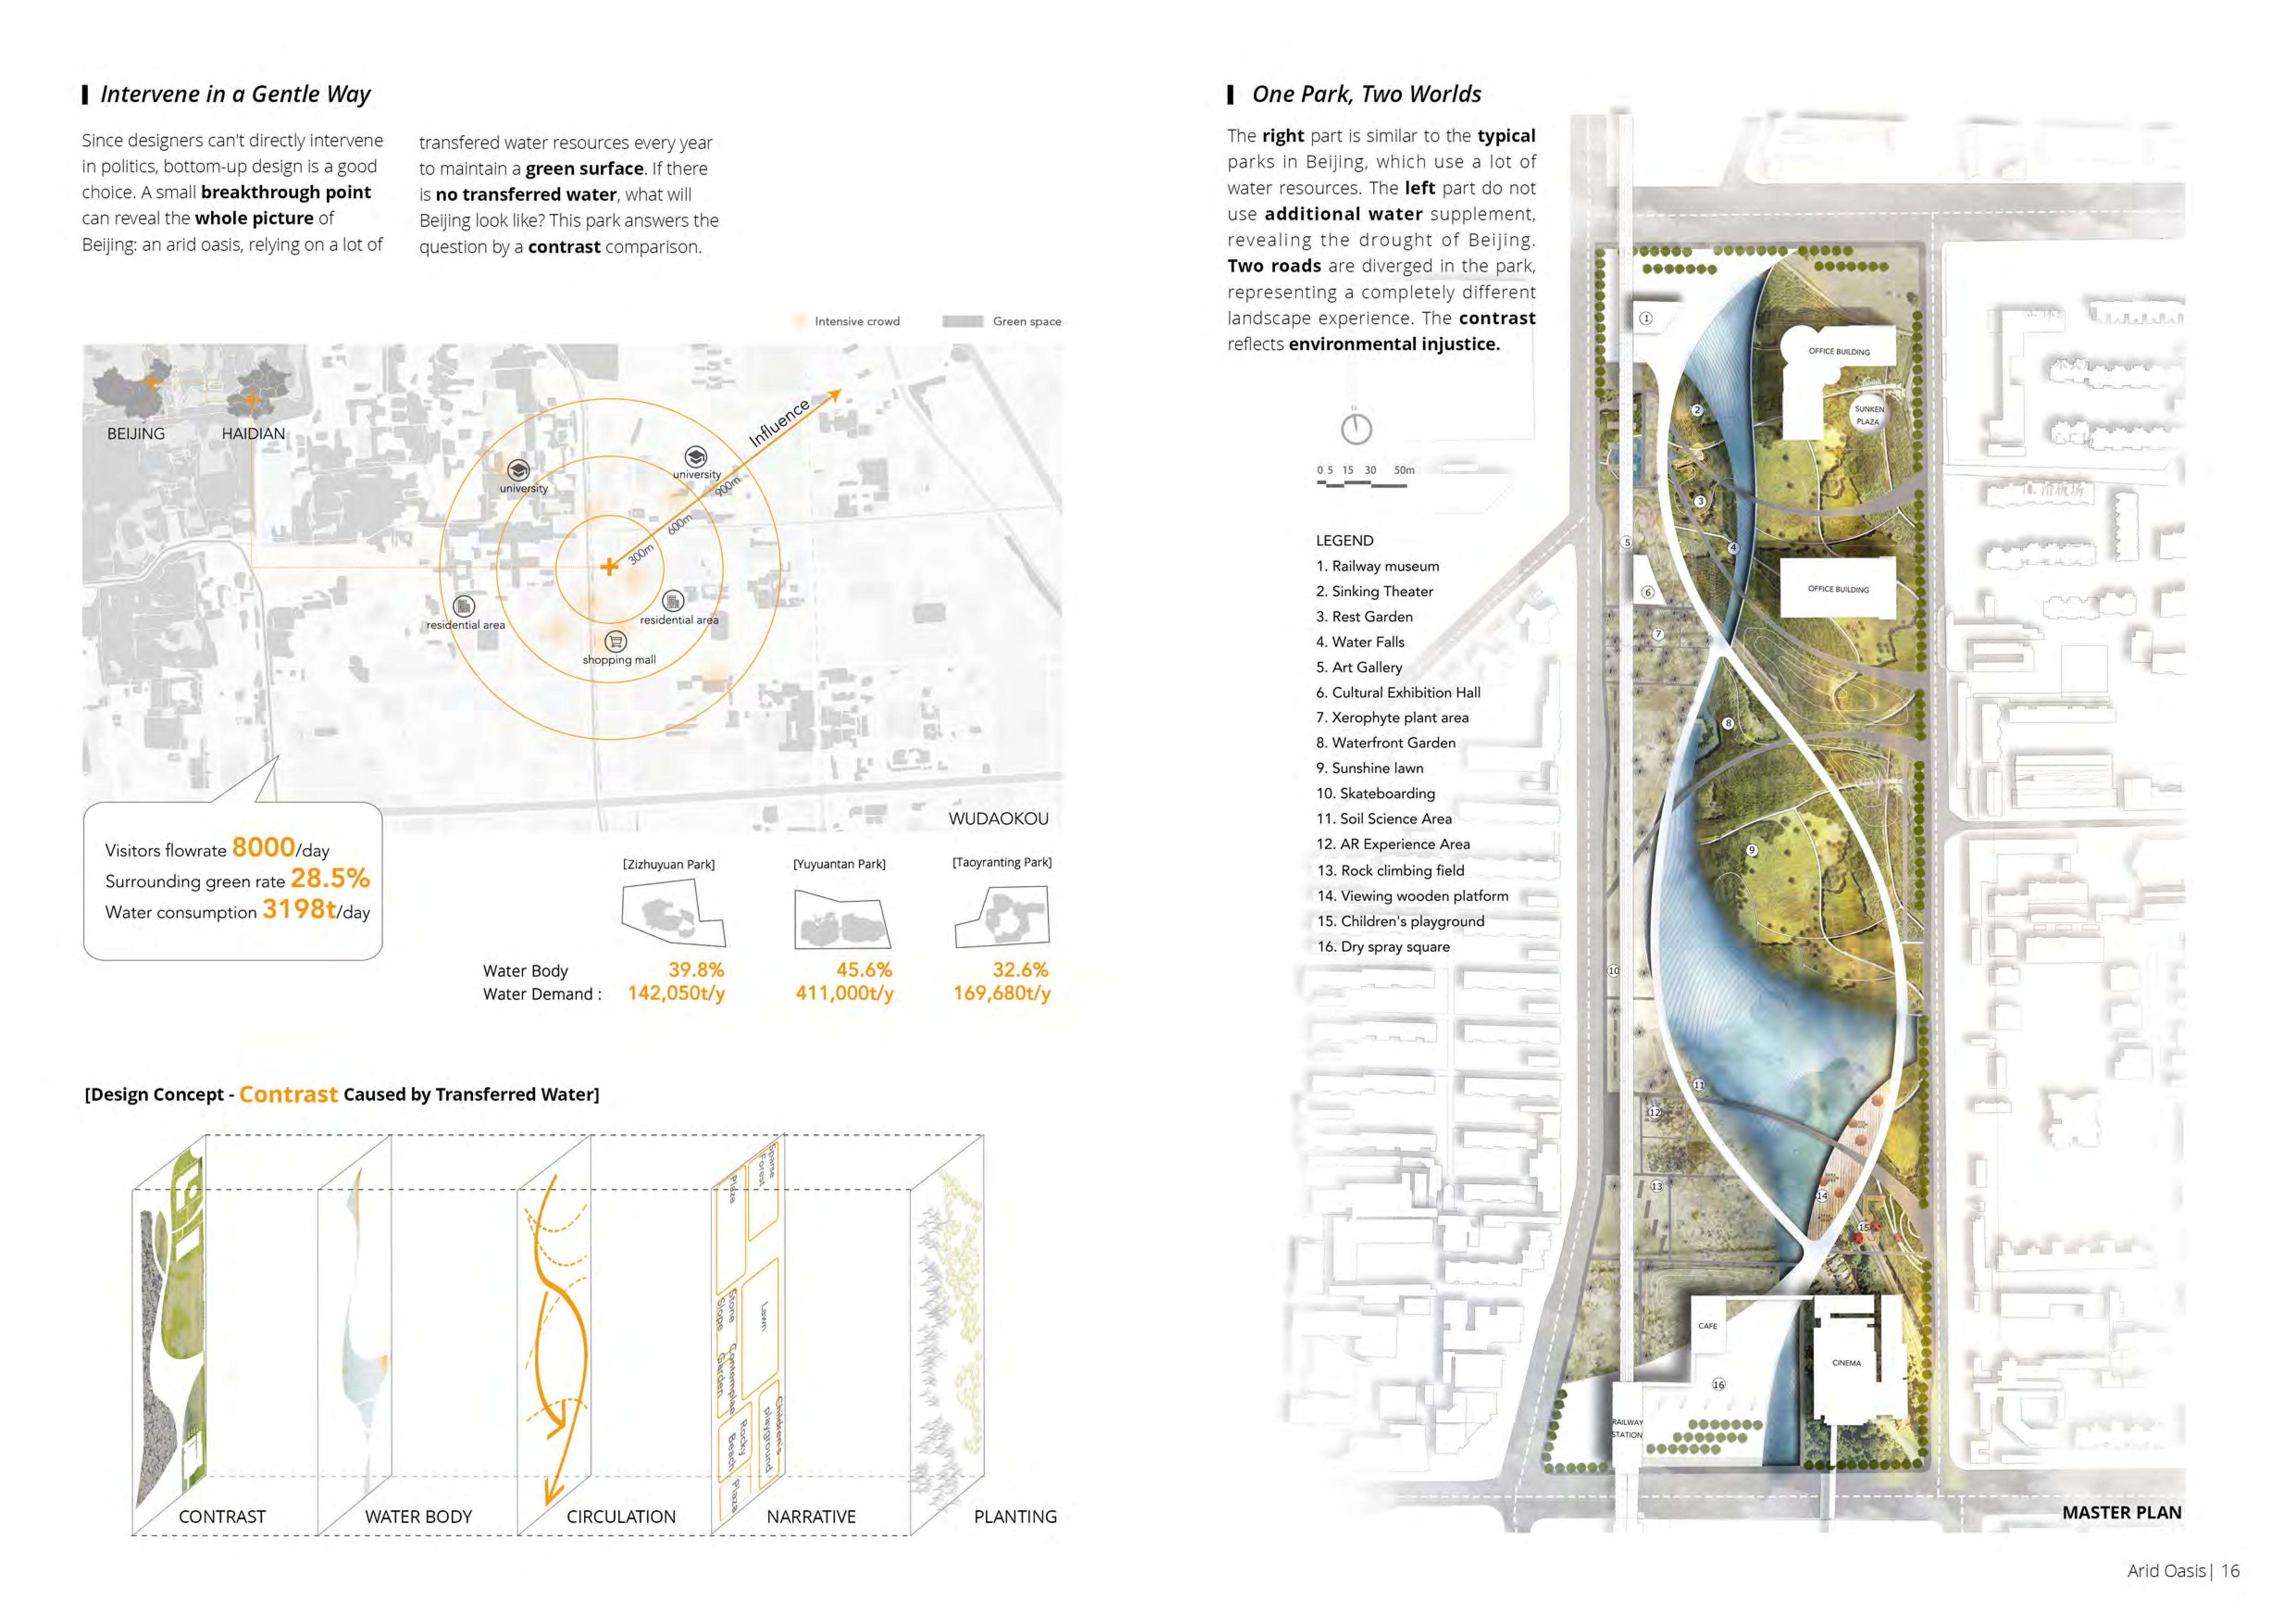 Intervene in a Gentle Way
Since designers can't directly intervene
in politics, bottom-up design is a good
choice. A small breakthrough point
can reveal the whole picture of
Beijing: an arid oasis, relying on a lot of
transfered water resources every year
to maintain a green surface. If there
is no transferred water, what will
Beijing look like? This park answers the
question by a contrast comparison.
Intensive crowd
Green space
BEIJING
HAIDIAN
university
university
Influence
900m
600m
300m
residential area
residential area
shopping mall
WUDAOKOU
Visitors flowrate 8000/day
Surrounding green rate 28.5%
Water consumption 3198t/day
[Zizhuyuan Park]
[Yuyuantan Park]
[Taoyranting Park]
Water Body 39.8% 45.6% 32.6%
Water Demand : 142,050t/y 411,000t/y 169,680t/y
[Design Concept - Contrast Caused by Transferred Water]
Sparse
Forest
Plaza
Lawn
Stone
Slope
Contemplae
Garden
Children's
playground
Rocky
Beach
Plaza
CONTRAST
WATER BODY
CIRCULATION
NARRATIVE
PLANTING
One Park, Two Worlds
The right part is similar to the typical
parks in Beijing, which use a lot of
water resources. The left part do not
use additional water supplement,
revealing the drought of Beijing.
Two roads are diverged in the park,
representing a completely different
landscape experience. The contrast
reflects environmental injustice.
N
0 5 15 30 50m
LEGEND
1. Railway museum
2. Sinking Theater
3. Rest Garden
4. Water Falls
5. Art Gallery
6. Cultural Exhibition Hall
7. Xerophyte plant area
8. Waterfront Garden
9. Sunshine lawn
10. Skateboarding
11. Soil Science Area
12. AR Experience Area
13. Rock climbing field
14. Viewing wooden platform
15. Children's playground
16. Dry spray square
1
OFFICE BUILDING
2
SUNKEN
PLAZA
3
5
4
OFFICE BUILDING
6
7
8
9
10
11
12
13
14
15
CAFE
CINEMA
16
RAILWAY
STATION
MASTER PLAN
Arid Oasis| 16